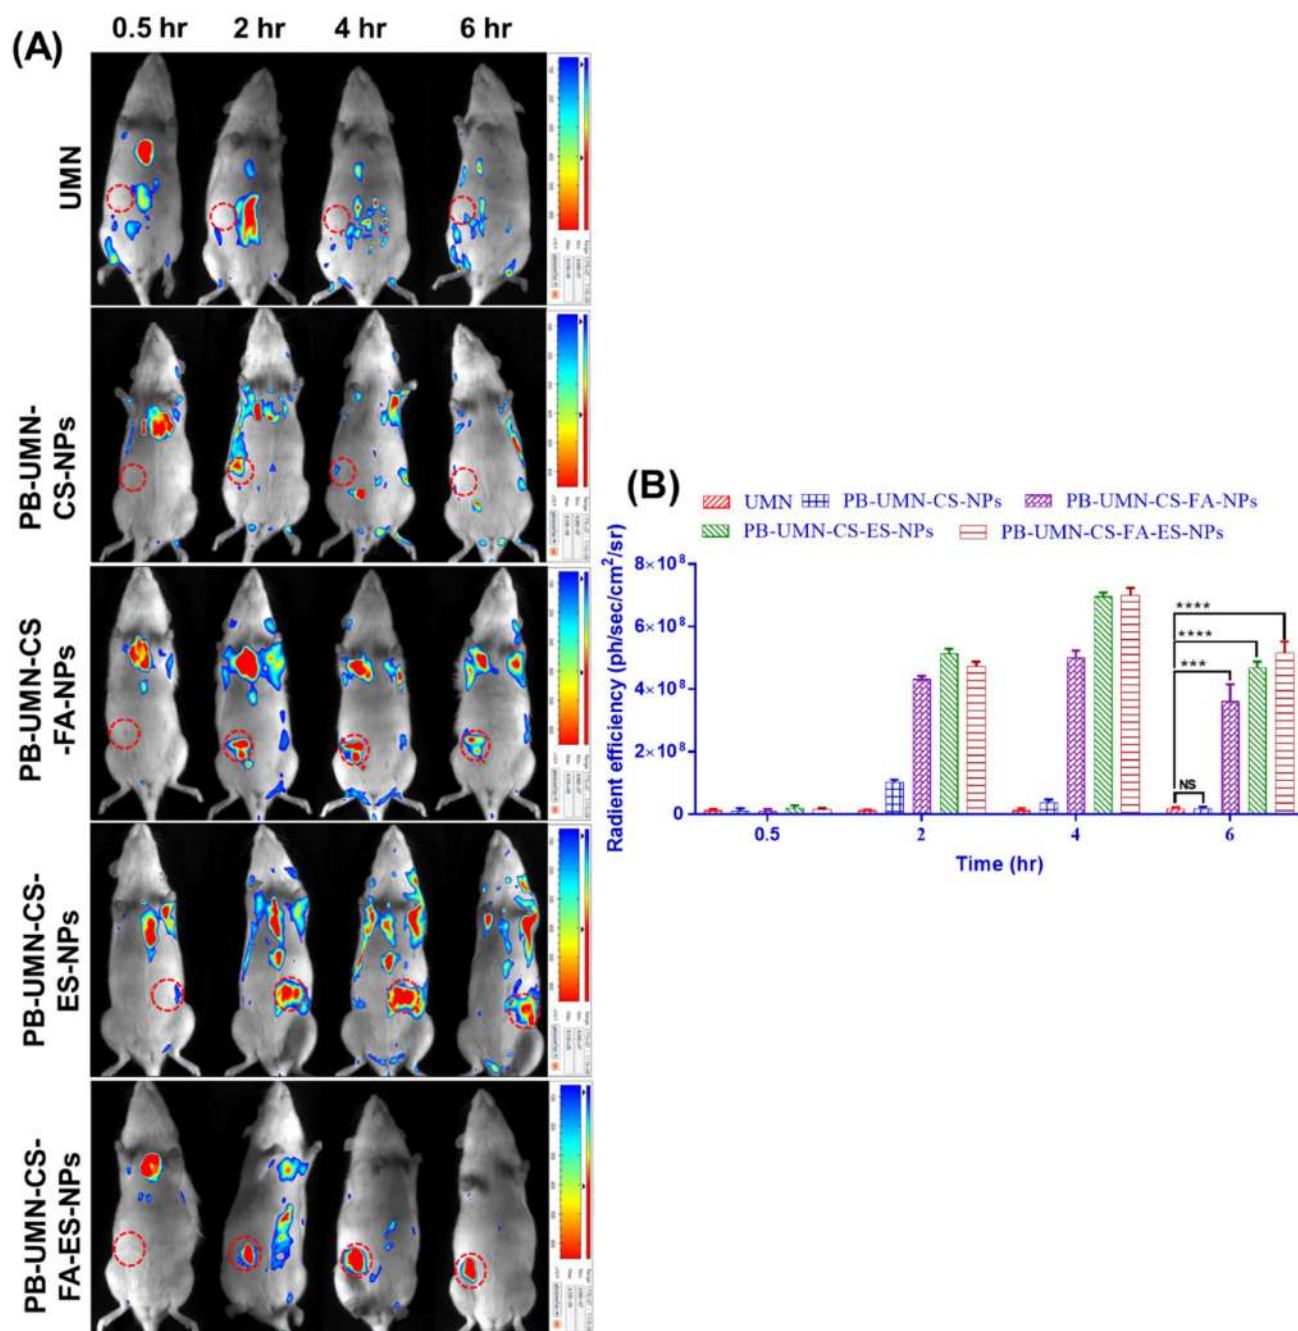 (A)
0.5 hr 2 hr 4 hr 6 hr
UMN
PB-UMN-
CS-NPs
PB-UMN-CS
-FA-NPs
PB-UMN-CS-
ES-NPs
PB-UMN-CS-
FA-ES-NPs
(B)
UMN PB-UMN-CS-NPs PB-UMN-CS-FA-NPs
PB-UMN-CS-ES-NPs PB-UMN-CS-FA-ES-NPs
Radient efficiency (ph/sec/cm²/sr)
8×10⁸
6×10⁸
4×10⁸
2×10⁸
0
****
****
***
NS
0.5 2 4 6
Time (hr)